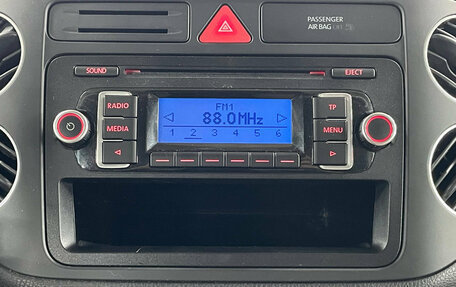 PASSENGER
AIR BAG
SOUND
EJECT
RADIO
FM1
TP
88.0MHz
MEDIA
MENU
1 2 3 4 5 6